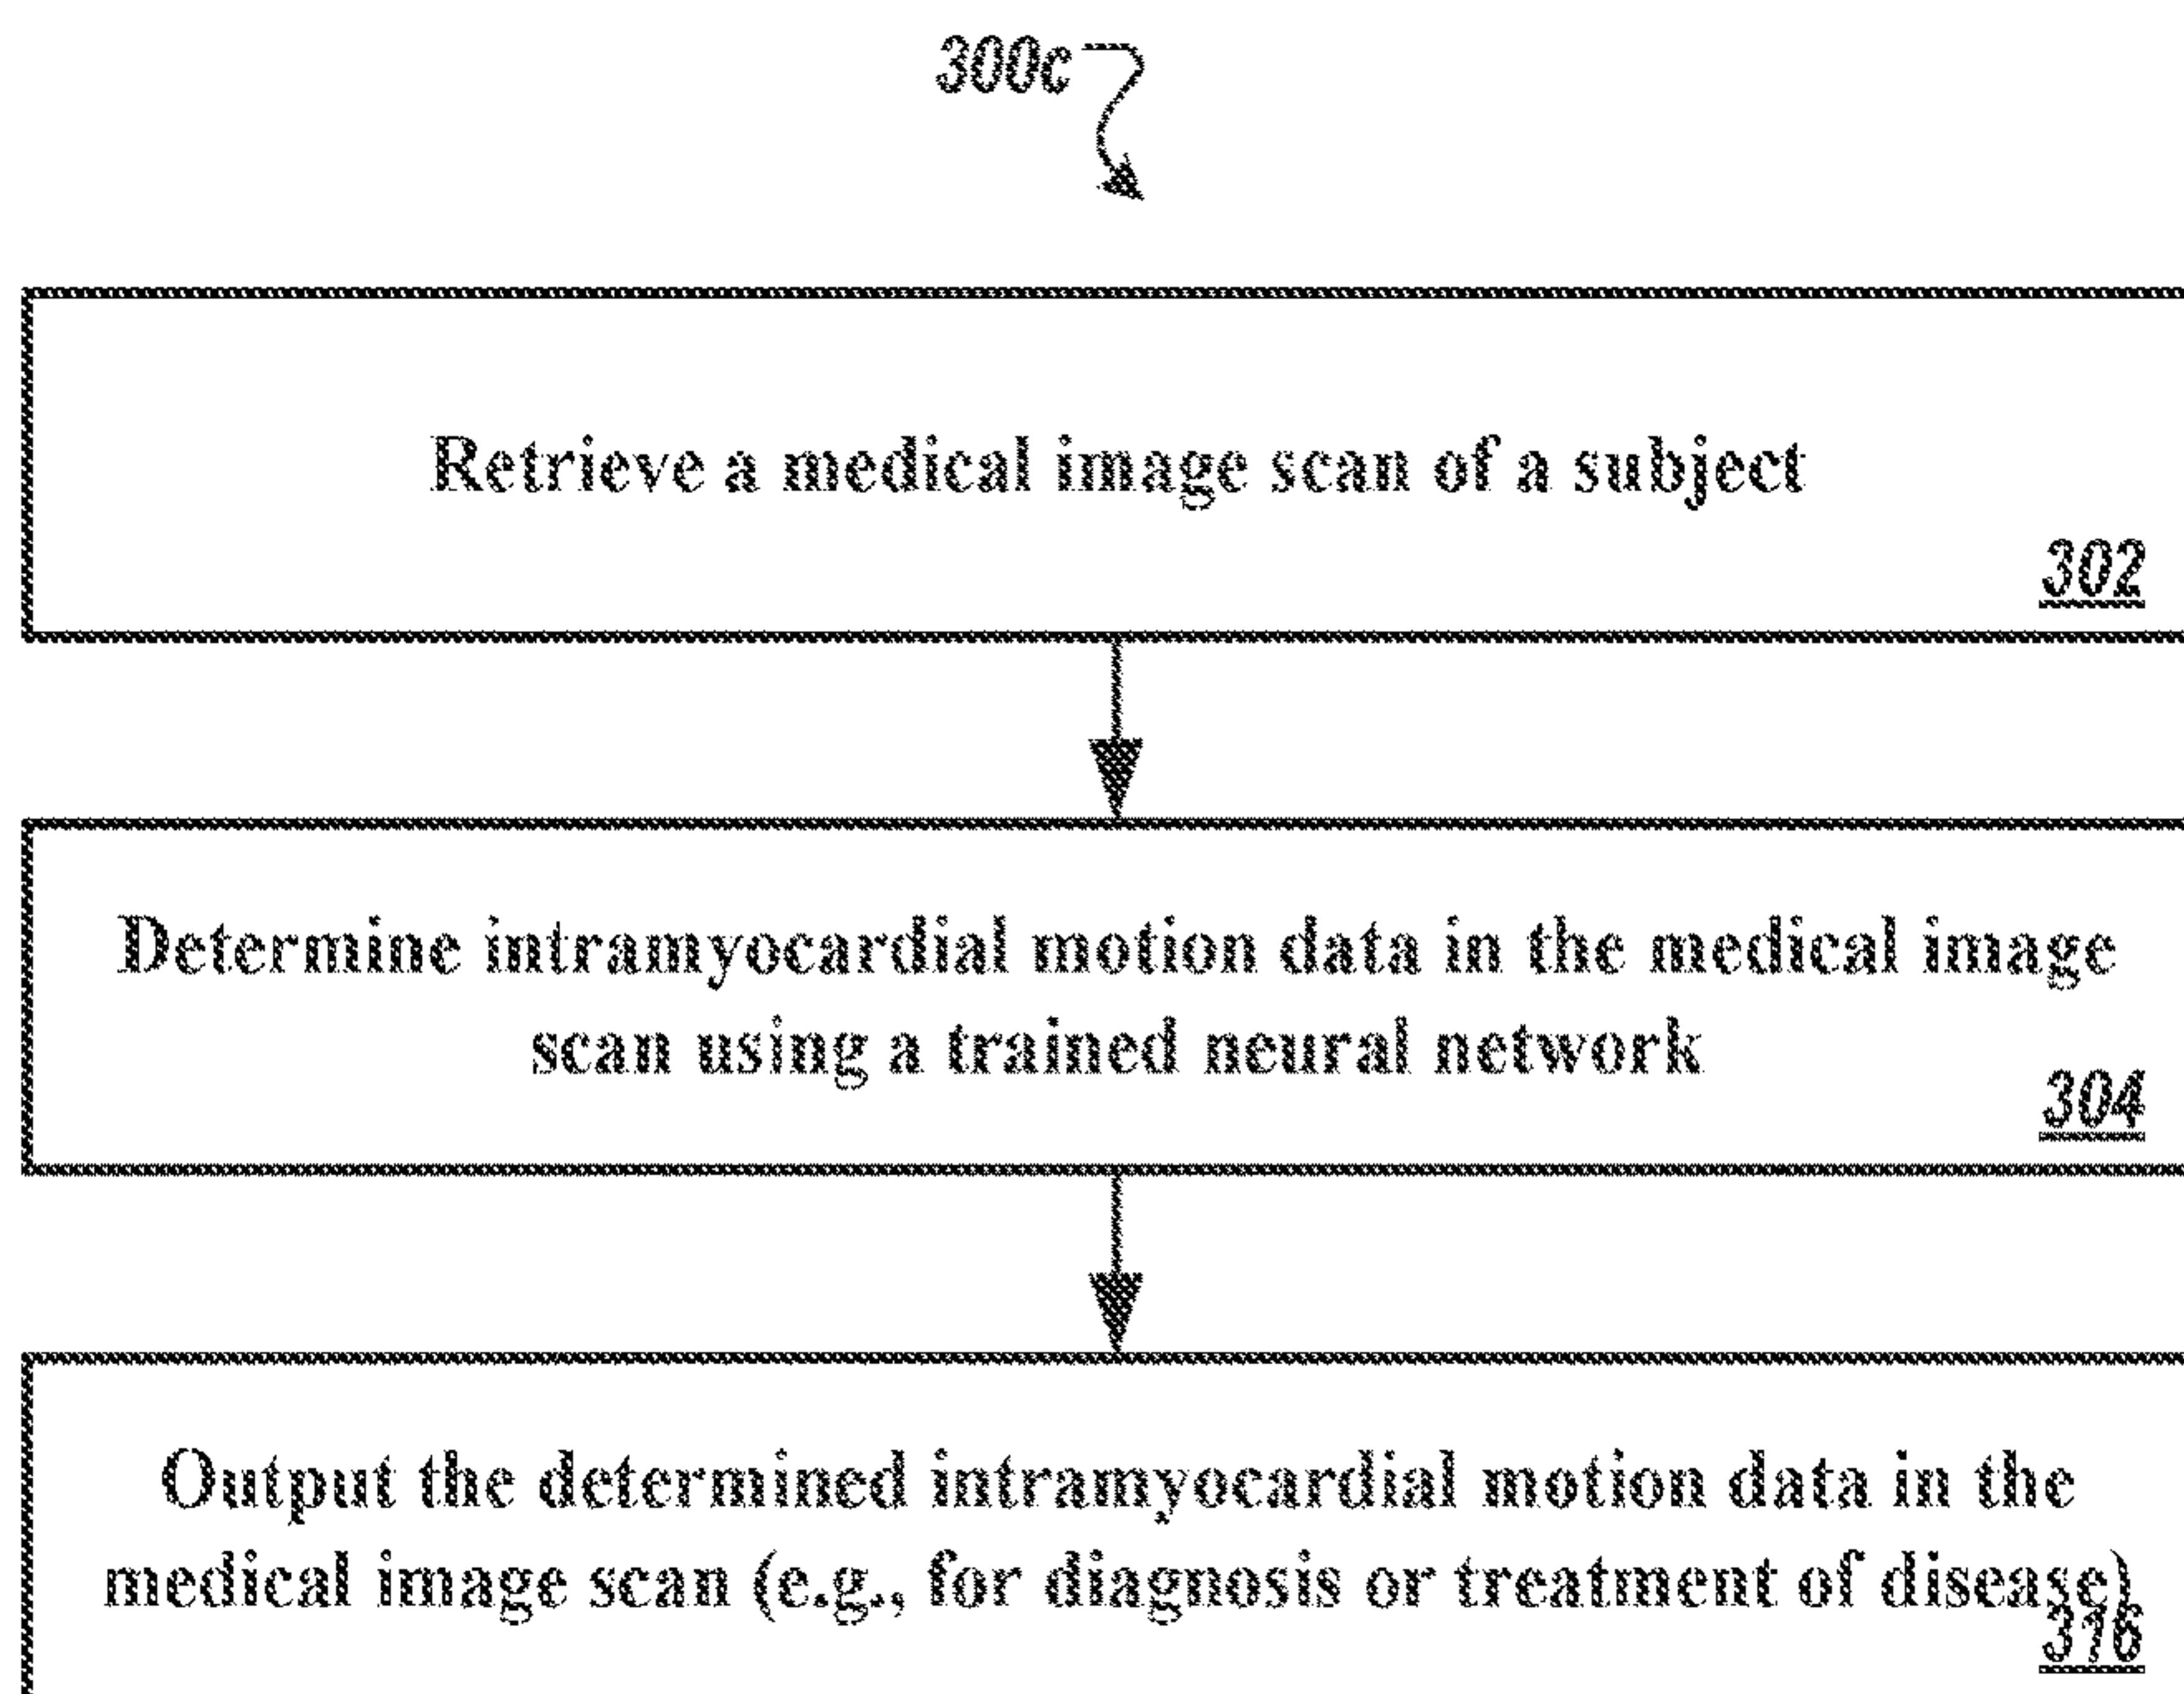 300c
Retrieve a medical image scan of a subject
302
Determine intramyocardial motion data in the medical image
scan using a trained neural network
304
Output the determined intramyocardial motion data in the
medical image scan (e.g., for diagnosis or treatment of disease)
316